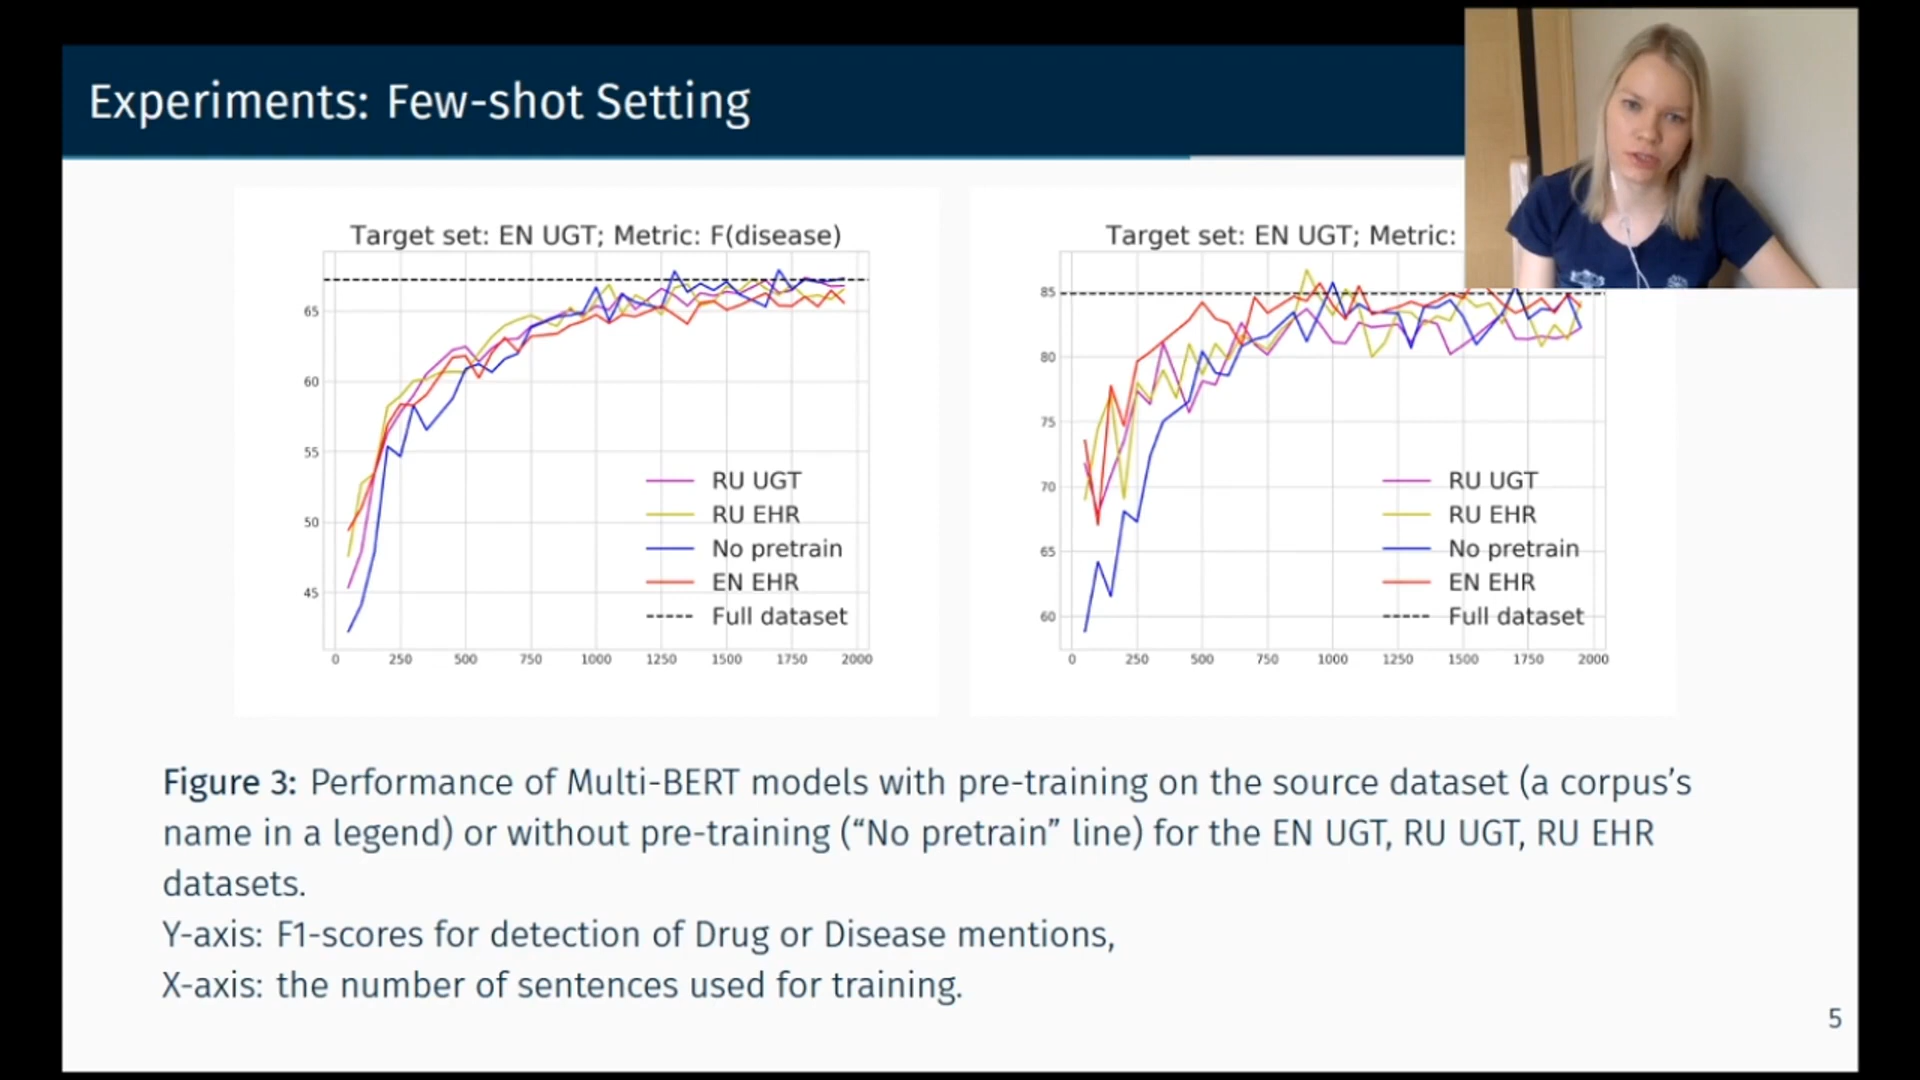 Experiments: Few-shot Setting
Target set: EN UGT; Metric: F(disease)
65
60
55
50
45
0 250 500 750 1000 1250 1500 1750 2000
RU UGT
RU EHR
No pretrain
EN EHR
Full dataset
Target set: EN UGT; Metric:
85
80
75
70
65
60
0 250 500 750 1000 1250 1500 1750 2000
RU UGT
RU EHR
No pretrain
EN EHR
Full dataset
Figure 3: Performance of Multi-BERT models with pre-training on the source dataset (a corpus’s
name in a legend) or without pre-training (“No pretrain” line) for the EN UGT, RU UGT, RU EHR
datasets.
Y-axis: F1-scores for detection of Drug or Disease mentions,
X-axis: the number of sentences used for training.
5